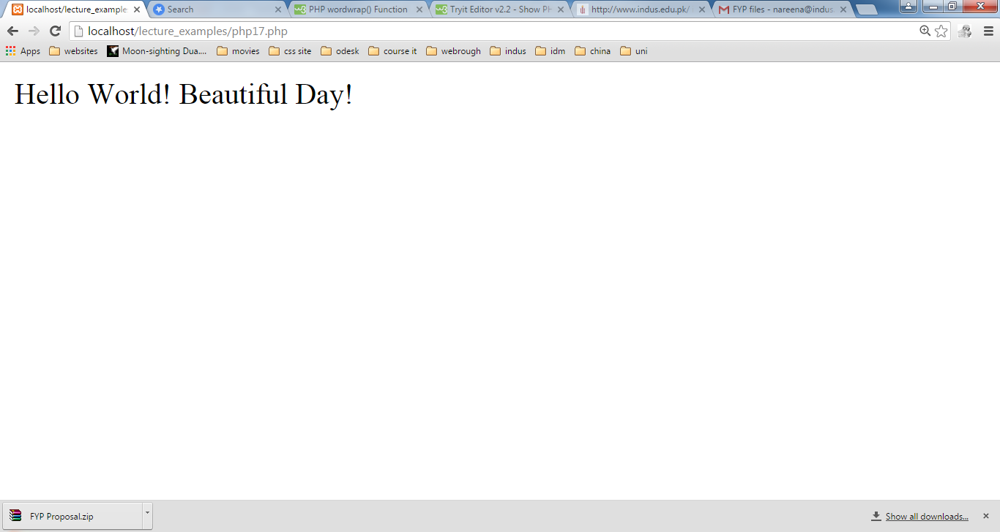 localhost/lecture_example
Search
PHP wordwrap() Function
Tryit Editor v2.2 - Show PH
http://www.indus.edu.pk/
FYP files - nareena@indus.
localhost/lecture_examples/php17.php
Apps websites Moon-sighting Dua.... movies css site odesk course it webrough indus idm china uni
Hello World! Beautiful Day!
FYP Proposal.zip
Show all downloads...